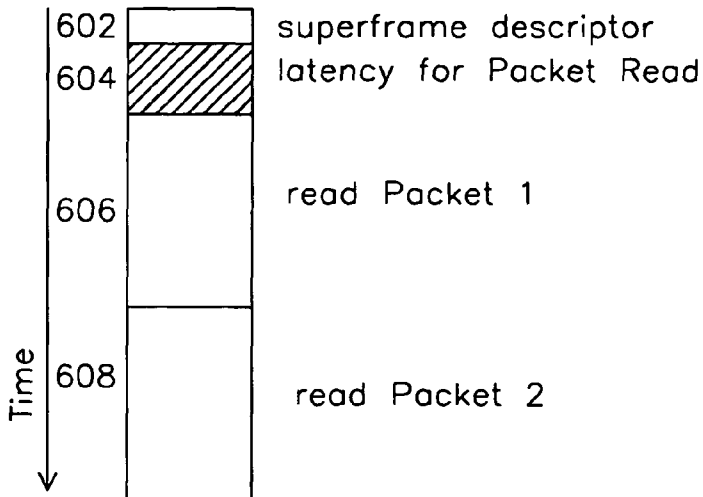 602 superframe descriptor
604 latency for Packet Read
606 read Packet 1
608 read Packet 2
Time